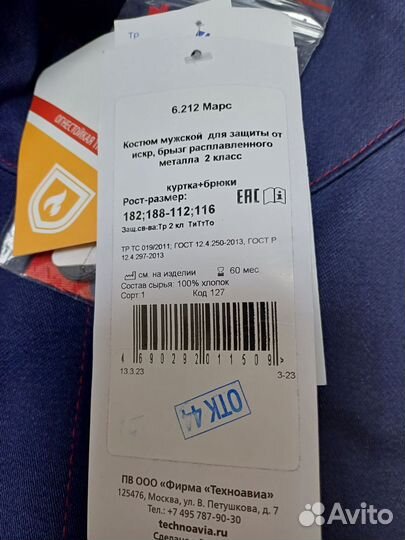 Тр
ОГНЕСТОЙКАЯ
6.212 Марс
Костюм мужской для защиты от
искр, брызг расплавленного
металла 2 класс
куртка+брюки
Рост-размер:
182;188-112;116
Защ.св-ва:Тр 2 кл ТиТтТо
ЕАС
ТР ТС 019/2011; ГОСТ 12.4.250-2013, ГОСТ Р
12.4.297-2013
см. на изделии
60 мес
Состав сырья: 100% хлопок
Сорт:1
Код 127
4 690292 011509 >
13.3.23
3-23
ОТК 44
ПВ ООО «Фирма «Техноавиа»
125476, Москва, ул. В. Петушкова, д. 7
Тел.: +7 495 787-90-30
technoavia.ru
Avito